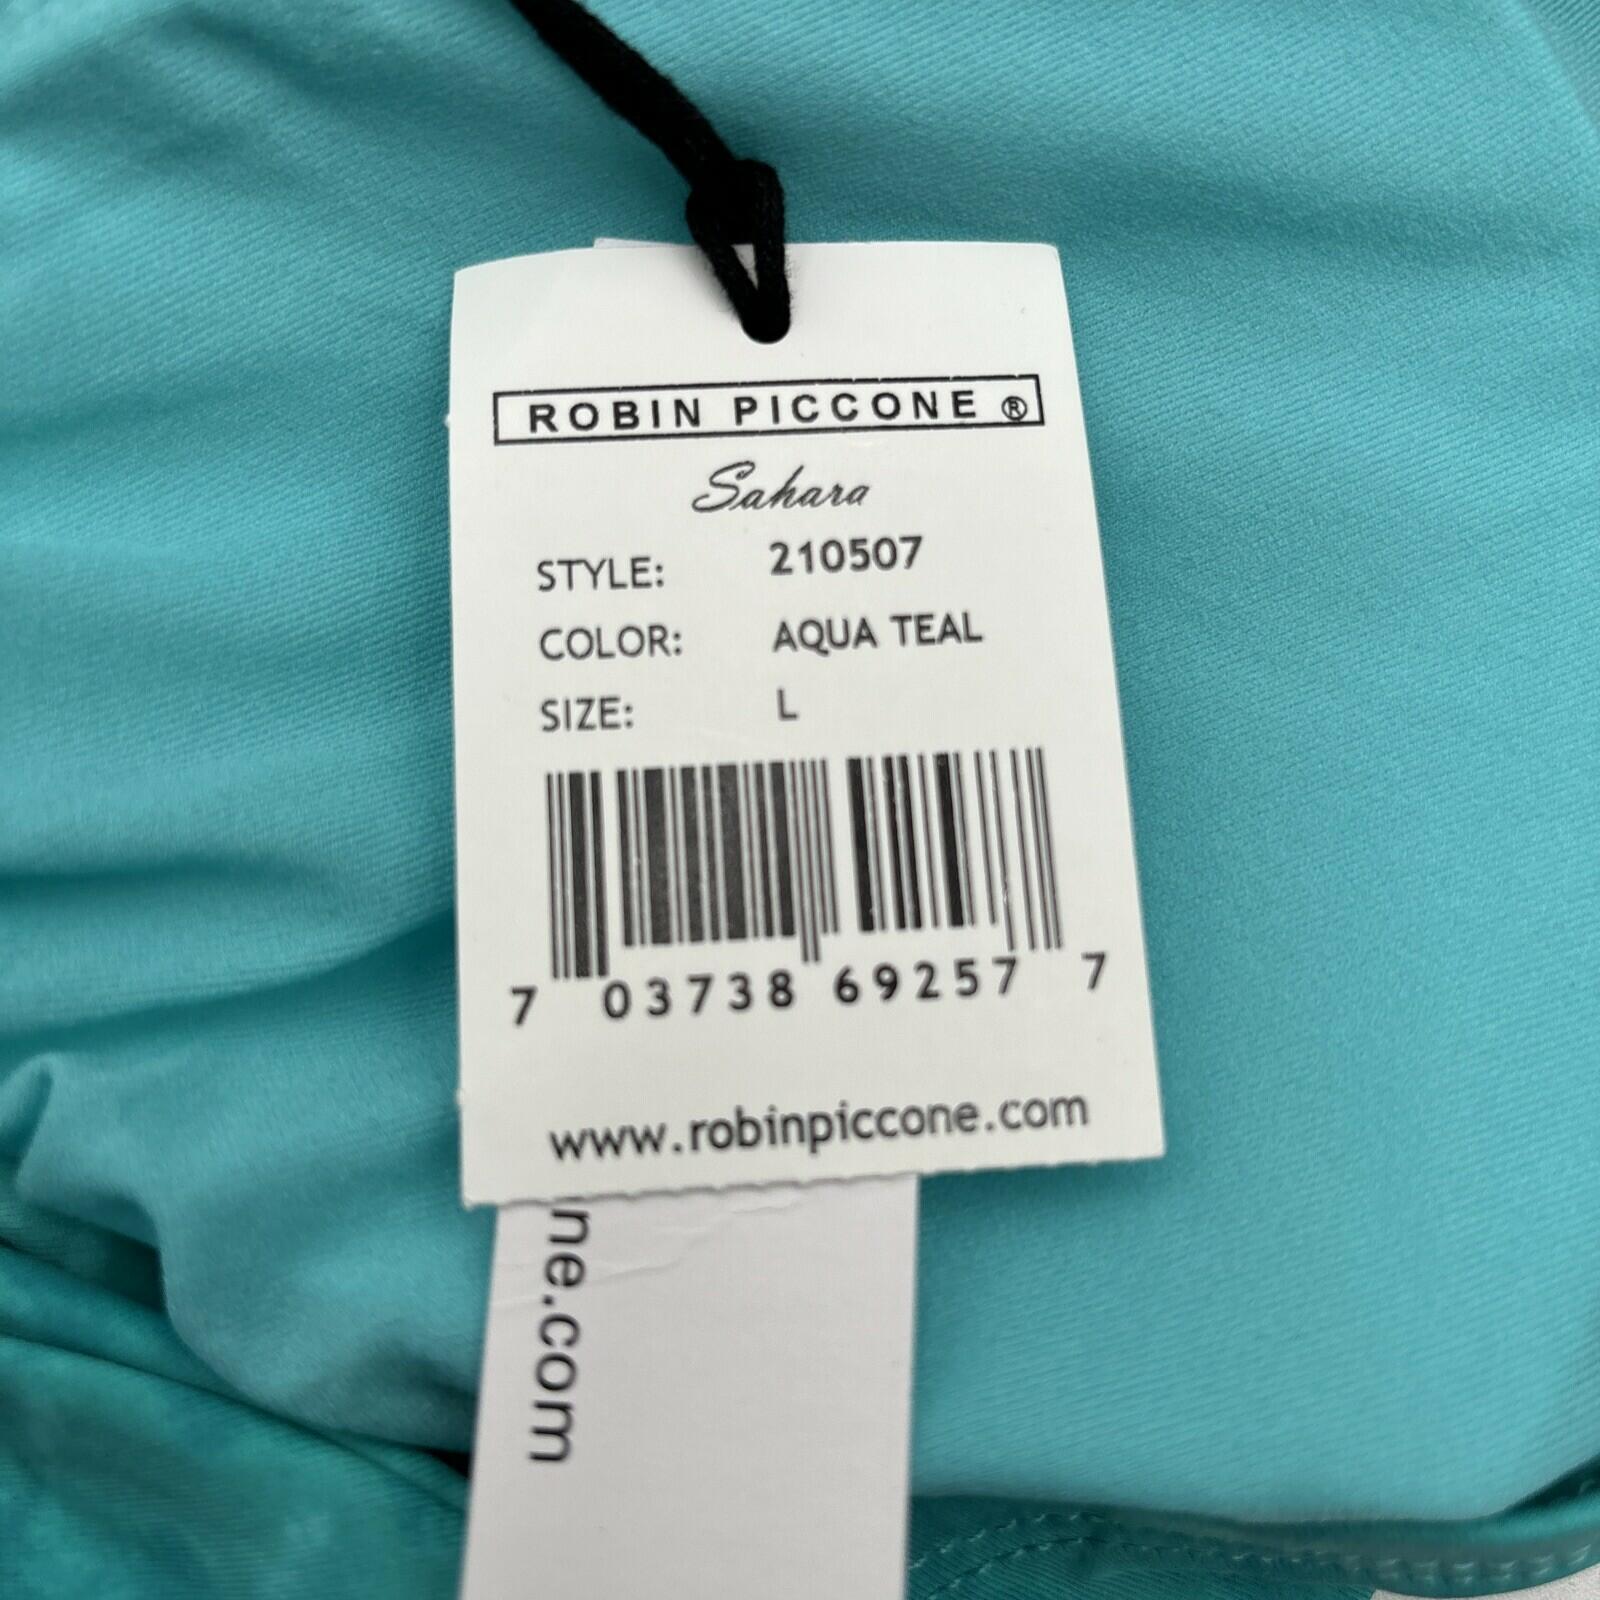 ROBIN PICCONE ®
Sahara
STYLE: 210507
COLOR: AQUA TEAL
SIZE: L
7 03738 69257 7
www.robinpiccone.com
ne.com